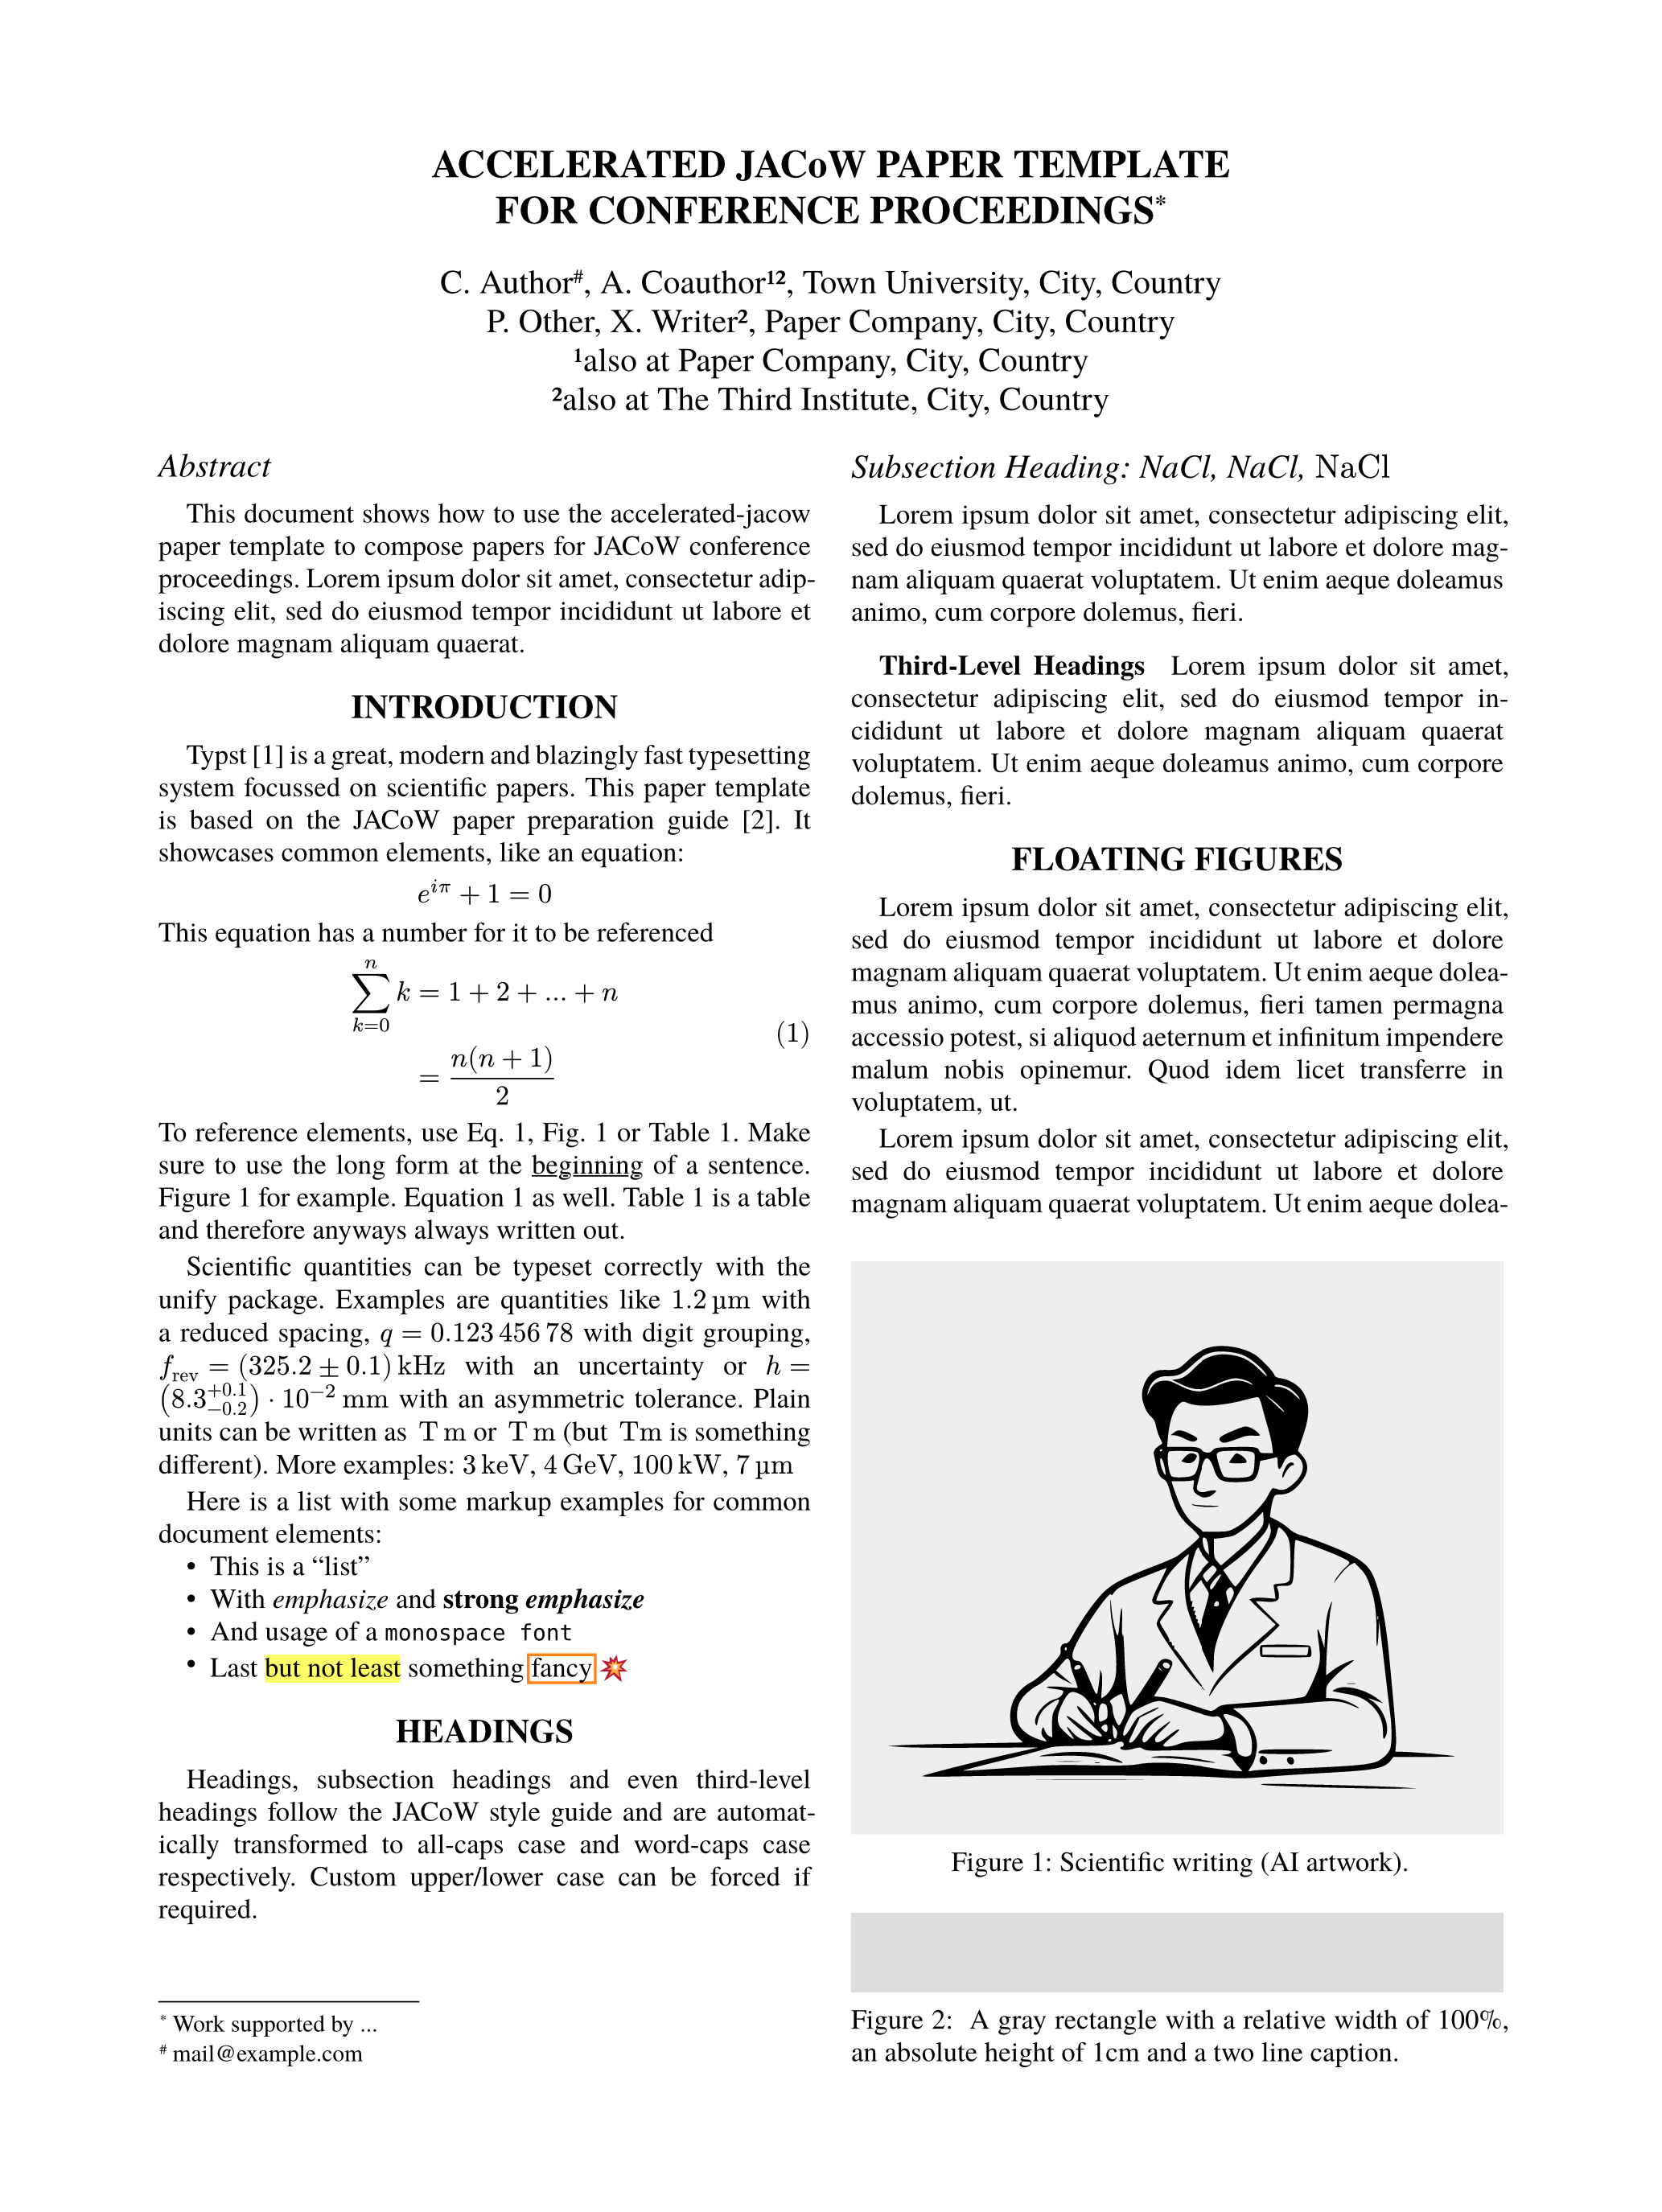 ACCELERATED JACoW PAPER TEMPLATE
FOR CONFERENCE PROCEEDINGS*
C. Author#, A. Coauthor¹², Town University, City, Country
P. Other, X. Writer², Paper Company, City, Country
¹also at Paper Company, City, Country
²also at The Third Institute, City, Country
Abstract
This document shows how to use the accelerated-jacow
paper template to compose papers for JACoW conference
proceedings. Lorem ipsum dolor sit amet, consectetur adip-
iscing elit, sed do eiusmod tempor incididunt ut labore et
dolore magnam aliquam quaerat.
INTRODUCTION
Typst [1] is a great, modern and blazingly fast typesetting
system focussed on scientific papers. This paper template
is based on the JACoW paper preparation guide [2]. It
showcases common elements, like an equation:
e^{iπ} + 1 = 0
This equation has a number for it to be referenced
∑_{k=0}^{n} k = 1 + 2 + ... + n
= n(n + 1)/2 (1)
To reference elements, use Eq. 1, Fig. 1 or Table 1. Make
sure to use the long form at the beginning of a sentence.
Figure 1 for example. Equation 1 as well. Table 1 is a table
and therefore anyways always written out.
Scientific quantities can be typeset correctly with the
unify package. Examples are quantities like 1.2 µm with
a reduced spacing, q = 0.123 456 78 with digit grouping,
f_rev = (325.2 ± 0.1) kHz with an uncertainty or h =
(8.3^{+0.1}_{−0.2}) · 10^{−2} mm with an asymmetric tolerance. Plain
units can be written as T m or T m (but Tm is something
different). More examples: 3 keV, 4 GeV, 100 kW, 7 µm
Here is a list with some markup examples for common
document elements:
• This is a “list”
• With emphasize and strong emphasize
• And usage of a monospace font
• Last but not least something fancy 💥
HEADINGS
Headings, subsection headings and even third-level
headings follow the JACoW style guide and are automat-
ically transformed to all-caps case and word-caps case
respectively. Custom upper/lower case can be forced if
required.
* Work supported by ...
# mail@example.com
Subsection Heading: NaCl, NaCl, NaCl
Lorem ipsum dolor sit amet, consectetur adipiscing elit,
sed do eiusmod tempor incididunt ut labore et dolore mag-
nam aliquam quaerat voluptatem. Ut enim aeque doleamus
animo, cum corpore dolemus, fieri.
Third-Level Headings Lorem ipsum dolor sit amet,
consectetur adipiscing elit, sed do eiusmod tempor in-
cididunt ut labore et dolore magnam aliquam quaerat
voluptatem. Ut enim aeque doleamus animo, cum corpore
dolemus, fieri.
FLOATING FIGURES
Lorem ipsum dolor sit amet, consectetur adipiscing elit,
sed do eiusmod tempor incididunt ut labore et dolore
magnam aliquam quaerat voluptatem. Ut enim aeque dolea-
mus animo, cum corpore dolemus, fieri tamen permagna
accessio potest, si aliquod aeternum et infinitum impendere
malum nobis opinemur. Quod idem licet transferre in
voluptatem, ut.
Lorem ipsum dolor sit amet, consectetur adipiscing elit,
sed do eiusmod tempor incididunt ut labore et dolore
magnam aliquam quaerat voluptatem. Ut enim aeque dolea-
Figure 1: Scientific writing (AI artwork).
Figure 2: A gray rectangle with a relative width of 100%,
an absolute height of 1cm and a two line caption.